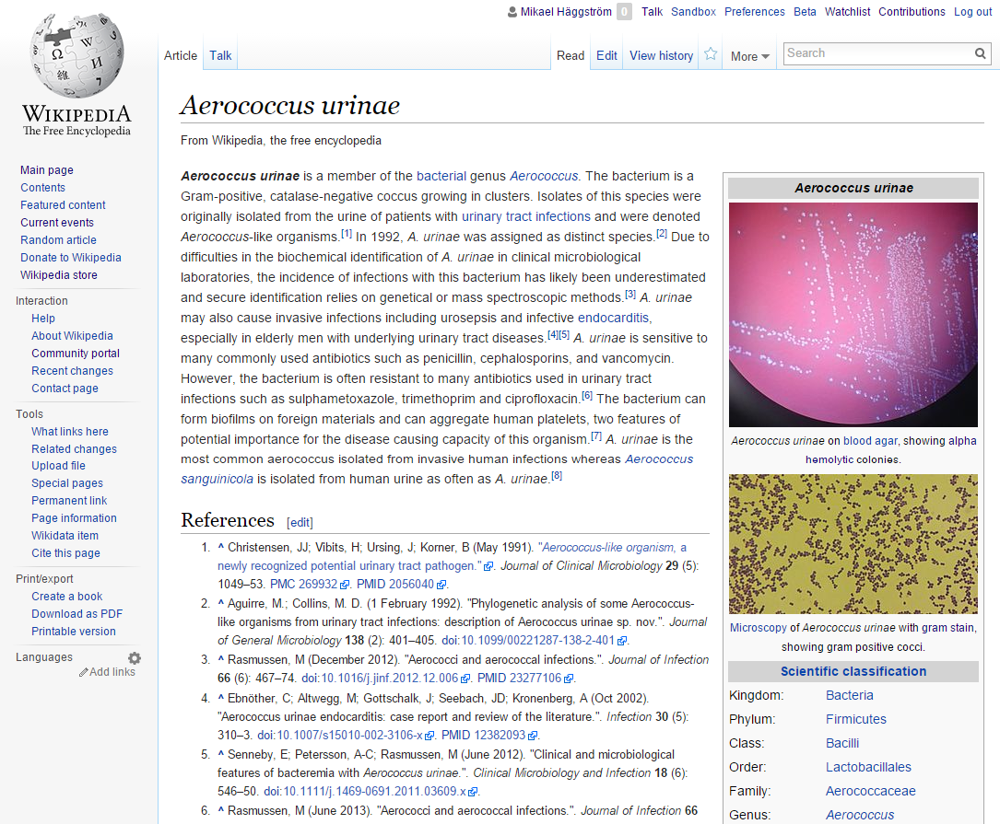 Mikael Häggström 0 Talk Sandbox Preferences Beta Watchlist Contributions Log out
WIKIPEDIA
The Free Encyclopedia
Article Talk Read Edit View history More Search
Main page
Contents
Featured content
Current events
Random article
Donate to Wikipedia
Wikipedia store
Interaction
Help
About Wikipedia
Community portal
Recent changes
Contact page
Tools
What links here
Related changes
Upload file
Special pages
Permanent link
Page information
Wikidata item
Cite this page
Print/export
Create a book
Download as PDF
Printable version
Languages
Add links
Aerococcus urinae
From Wikipedia, the free encyclopedia
Aerococcus urinae is a member of the bacterial genus Aerococcus. The bacterium is a
Gram-positive, catalase-negative coccus growing in clusters. Isolates of this species were
originally isolated from the urine of patients with urinary tract infections and were denoted
Aerococcus-like organisms.[1] In 1992, A. urinae was assigned as distinct species.[2] Due to
difficulties in the biochemical identification of A. urinae in clinical microbiological
laboratories, the incidence of infections with this bacterium has likely been underestimated
and secure identification relies on genetical or mass spectroscopic methods.[3] A. urinae
may also cause invasive infections including urosepsis and infective endocarditis,
especially in elderly men with underlying urinary tract diseases.[4][5] A. urinae is sensitive to
many commonly used antibiotics such as penicillin, cephalosporins, and vancomycin.
However, the bacterium is often resistant to many antibiotics used in urinary tract
infections such as sulphametoxazole, trimethoprim and ciprofloxacin.[6] The bacterium can
form biofilms on foreign materials and can aggregate human platelets, two features of
potential importance for the disease causing capacity of this organism.[7] A. urinae is the
most common aerococcus isolated from invasive human infections whereas Aerococcus
sanguinicola is isolated from human urine as often as A. urinae.[8]
References [edit]
1. ^ Christensen, JJ; Vibits, H; Ursing, J; Korner, B (May 1991). "Aerococcus-like organism, a
newly recognized potential urinary tract pathogen." Journal of Clinical Microbiology 29 (5):
1049–53. PMC 269932. PMID 2056040.
2. ^ Aguirre, M.; Collins, M. D. (1 February 1992). "Phylogenetic analysis of some Aerococcus-
like organisms from urinary tract infections: description of Aerococcus urinae sp. nov.". Journal
of General Microbiology 138 (2): 401–405. doi:10.1099/00221287-138-2-401.
3. ^ Rasmussen, M (December 2012). "Aerococci and aerococcal infections.". Journal of Infection
66 (6): 467–74. doi:10.1016/j.jinf.2012.12.006. PMID 23277106.
4. ^ Ebnöther, C; Altwegg, M; Gottschalk, J; Seebach, JD; Kronenberg, A (Oct 2002).
"Aerococcus urinae endocarditis: case report and review of the literature.". Infection 30 (5):
310–3. doi:10.1007/s15010-002-3106-x. PMID 12382093.
5. ^ Senneby, E; Petersson, A-C; Rasmussen, M (June 2012). "Clinical and microbiological
features of bacteremia with Aerococcus urinae.". Clinical Microbiology and Infection 18 (6):
546–50. doi:10.1111/j.1469-0691.2011.03609.x.
6. ^ Rasmussen, M (June 2013). "Aerococci and aerococcal infections.". Journal of Infection 66
Aerococcus urinae
Aerococcus urinae on blood agar, showing alpha
hemolytic colonies.
Microscopy of Aerococcus urinae with gram stain,
showing gram positive cocci.
Scientific classification
Kingdom: Bacteria
Phylum: Firmicutes
Class: Bacilli
Order: Lactobacillales
Family: Aerococcaceae
Genus: Aerococcus